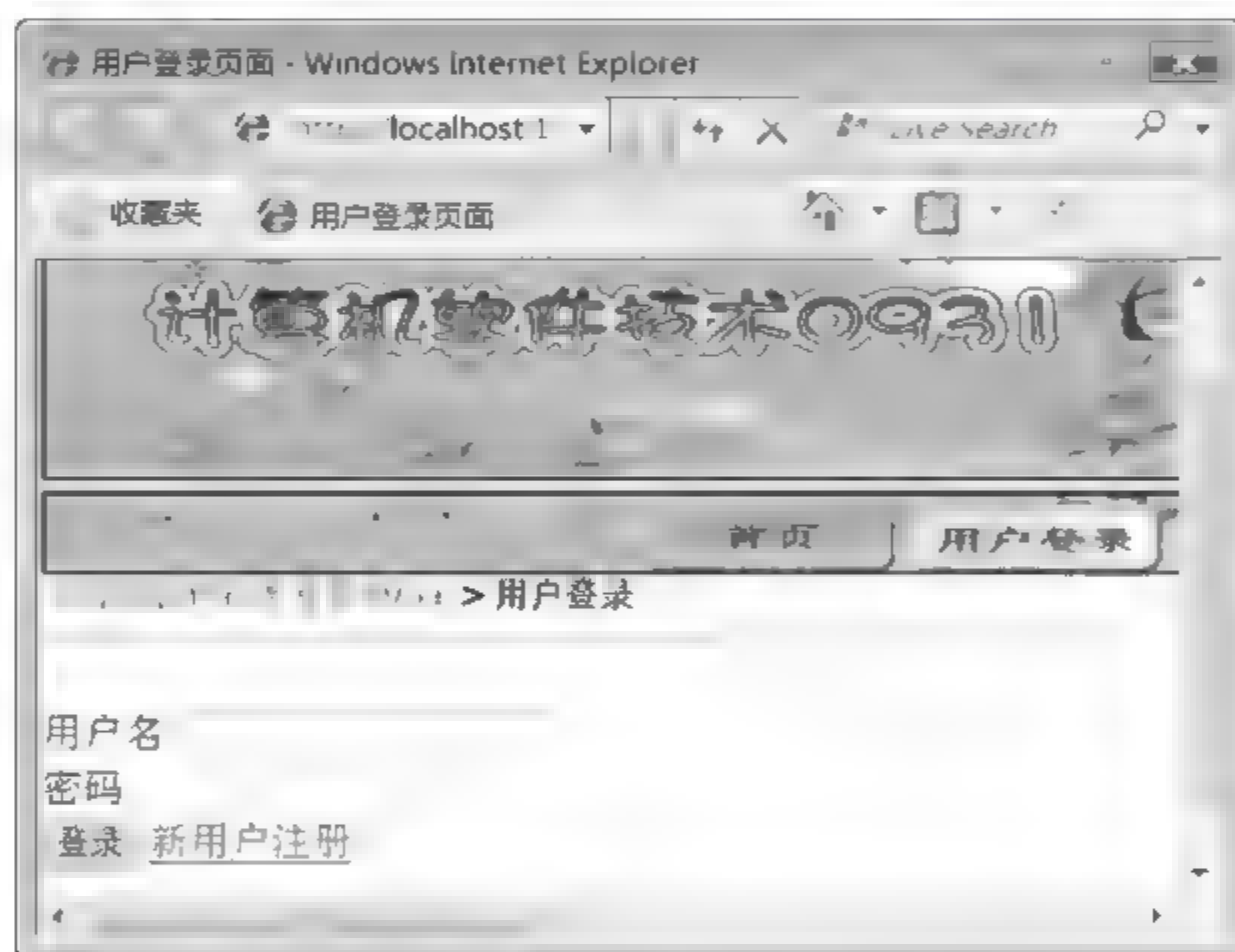 用户登录页面 - Windows Internet Explorer
localhost 1
Live Search
收藏夹 用户登录页面
计算机软件技术0931
首页 用户登录
>用户登录
用户名
密码
登录 新用户注册